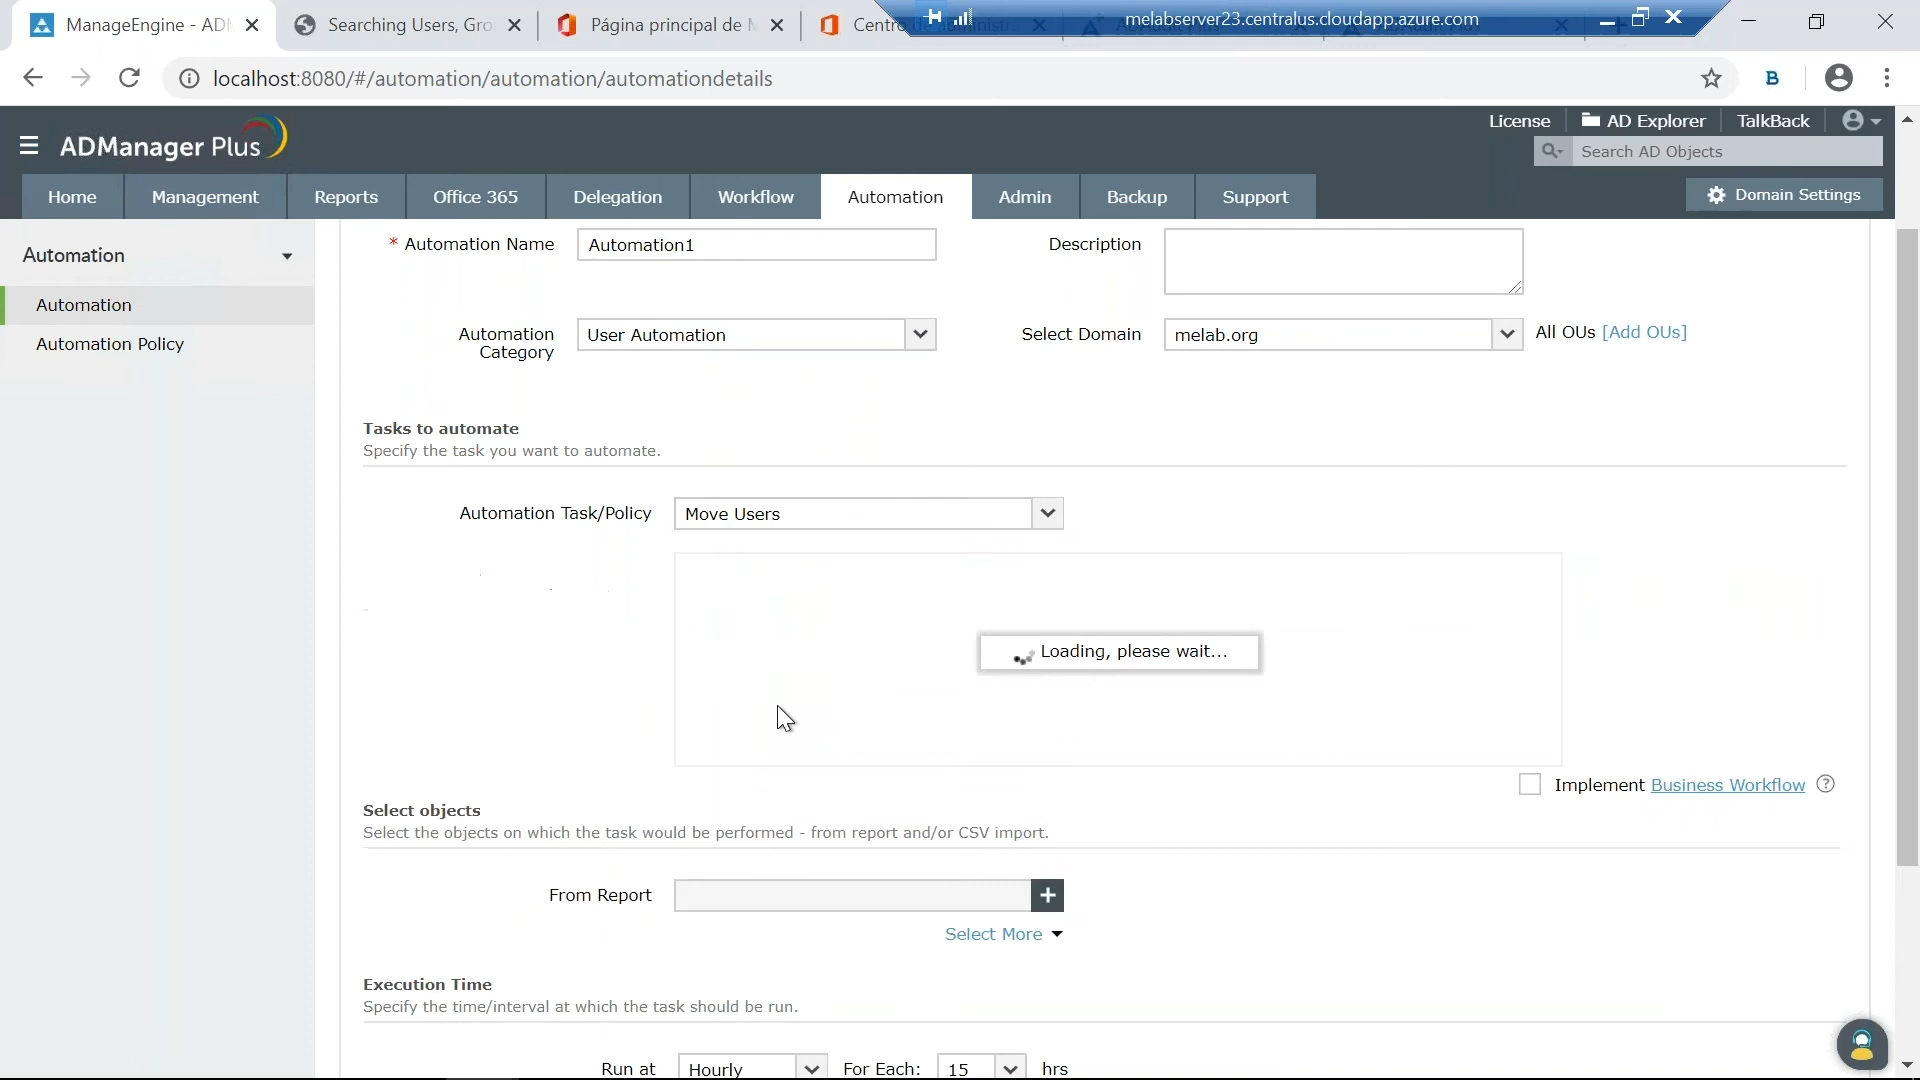 ManageEngine - AD
Searching Users, Gro
Página principal de M
Centro
melabserver23.centralus.cloudapp.azure.com
localhost:8080/#/automation/automation/automationdetails
B
License
AD Explorer
TalkBack
ADManager Plus
Search AD Objects
Home
Management
Reports
Office 365
Delegation
Workflow
Automation
Admin
Backup
Support
Domain Settings
Automation
Automation
Automation Policy
* Automation Name
Automation1
Description
Automation
Category
User Automation
Select Domain
melab.org
All OUs [Add OUs]
Tasks to automate
Specify the task you want to automate.
Automation Task/Policy
Move Users
Loading, please wait...
Implement Business Workflow ?
Select objects
Select the objects on which the task would be performed - from report and/or CSV import.
From Report
+
Select More
Execution Time
Specify the time/interval at which the task should be run.
Run at
Hourly
For Each:
15
hrs